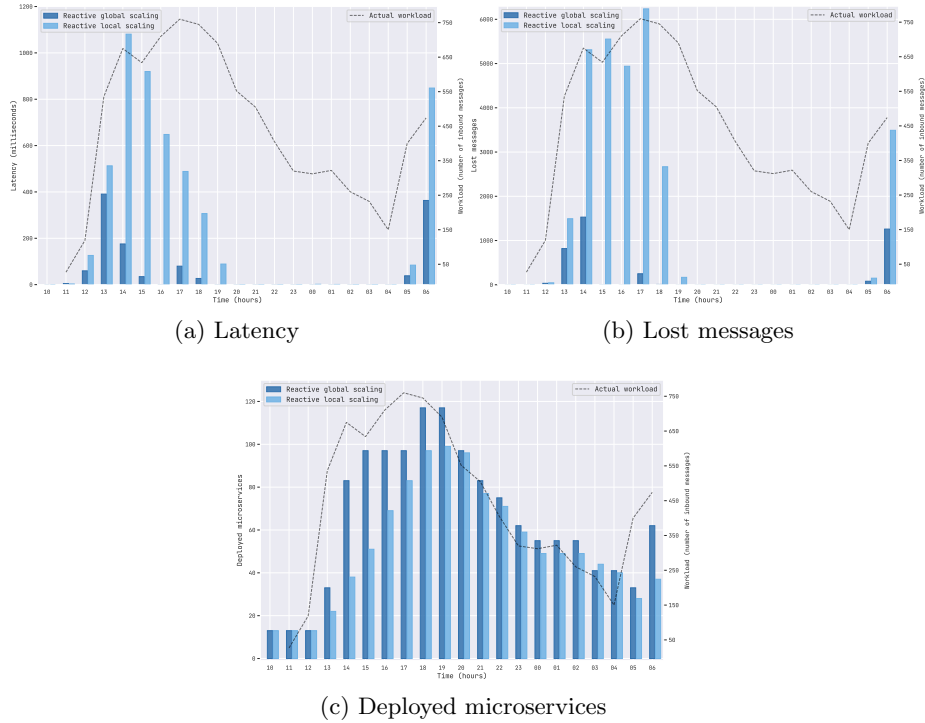 Reactive global scaling
Reactive local scaling
Actual workload
1200
1000
800
600
400
200
0
Latency (milliseconds)
750
650
550
450
350
250
150
50
Workload (number of inbound messages)
10 11 12 13 14 15 16 17 18 19 20 21 22 23 00 01 02 03 04 05 06
Time (hours)
(a) Latency
Reactive global scaling
Reactive local scaling
Actual workload
6000
5000
4000
3000
2000
1000
0
Lost messages
750
650
550
450
350
250
150
50
Workload (number of inbound messages)
10 11 12 13 14 15 16 17 18 19 20 21 22 23 00 01 02 03 04 05 06
Time (hours)
(b) Lost messages
Reactive global scaling
Reactive local scaling
Actual workload
120
100
80
60
40
20
0
Deployed microservices
750
650
550
450
350
250
150
50
Workload (number of inbound messages)
10 11 12 13 14 15 16 17 18 19 20 21 22 23 00 01 02 03 04 05 06
Time (hours)
(c) Deployed microservices